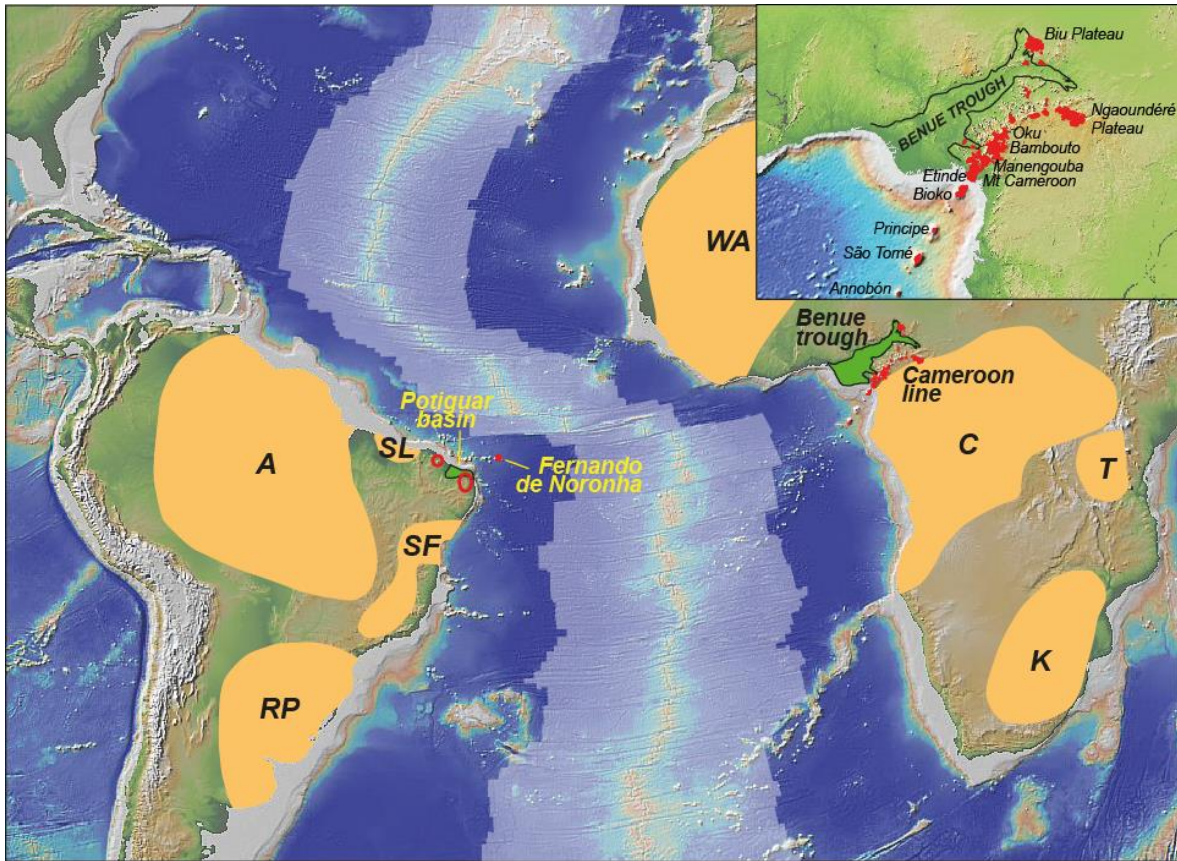 Biu Plateau
BENUE TROUGH
Ngaoundéré
Plateau
Oku
Bambouto
Manengouba
Etinde
Mt Cameroon
Bioko
Principe
São Tomé
Annobón
WA
Benue
trough
Cameroon
line
Potiguar
basin
SL
A
Fernando
de Noronha
C
T
SF
K
RP